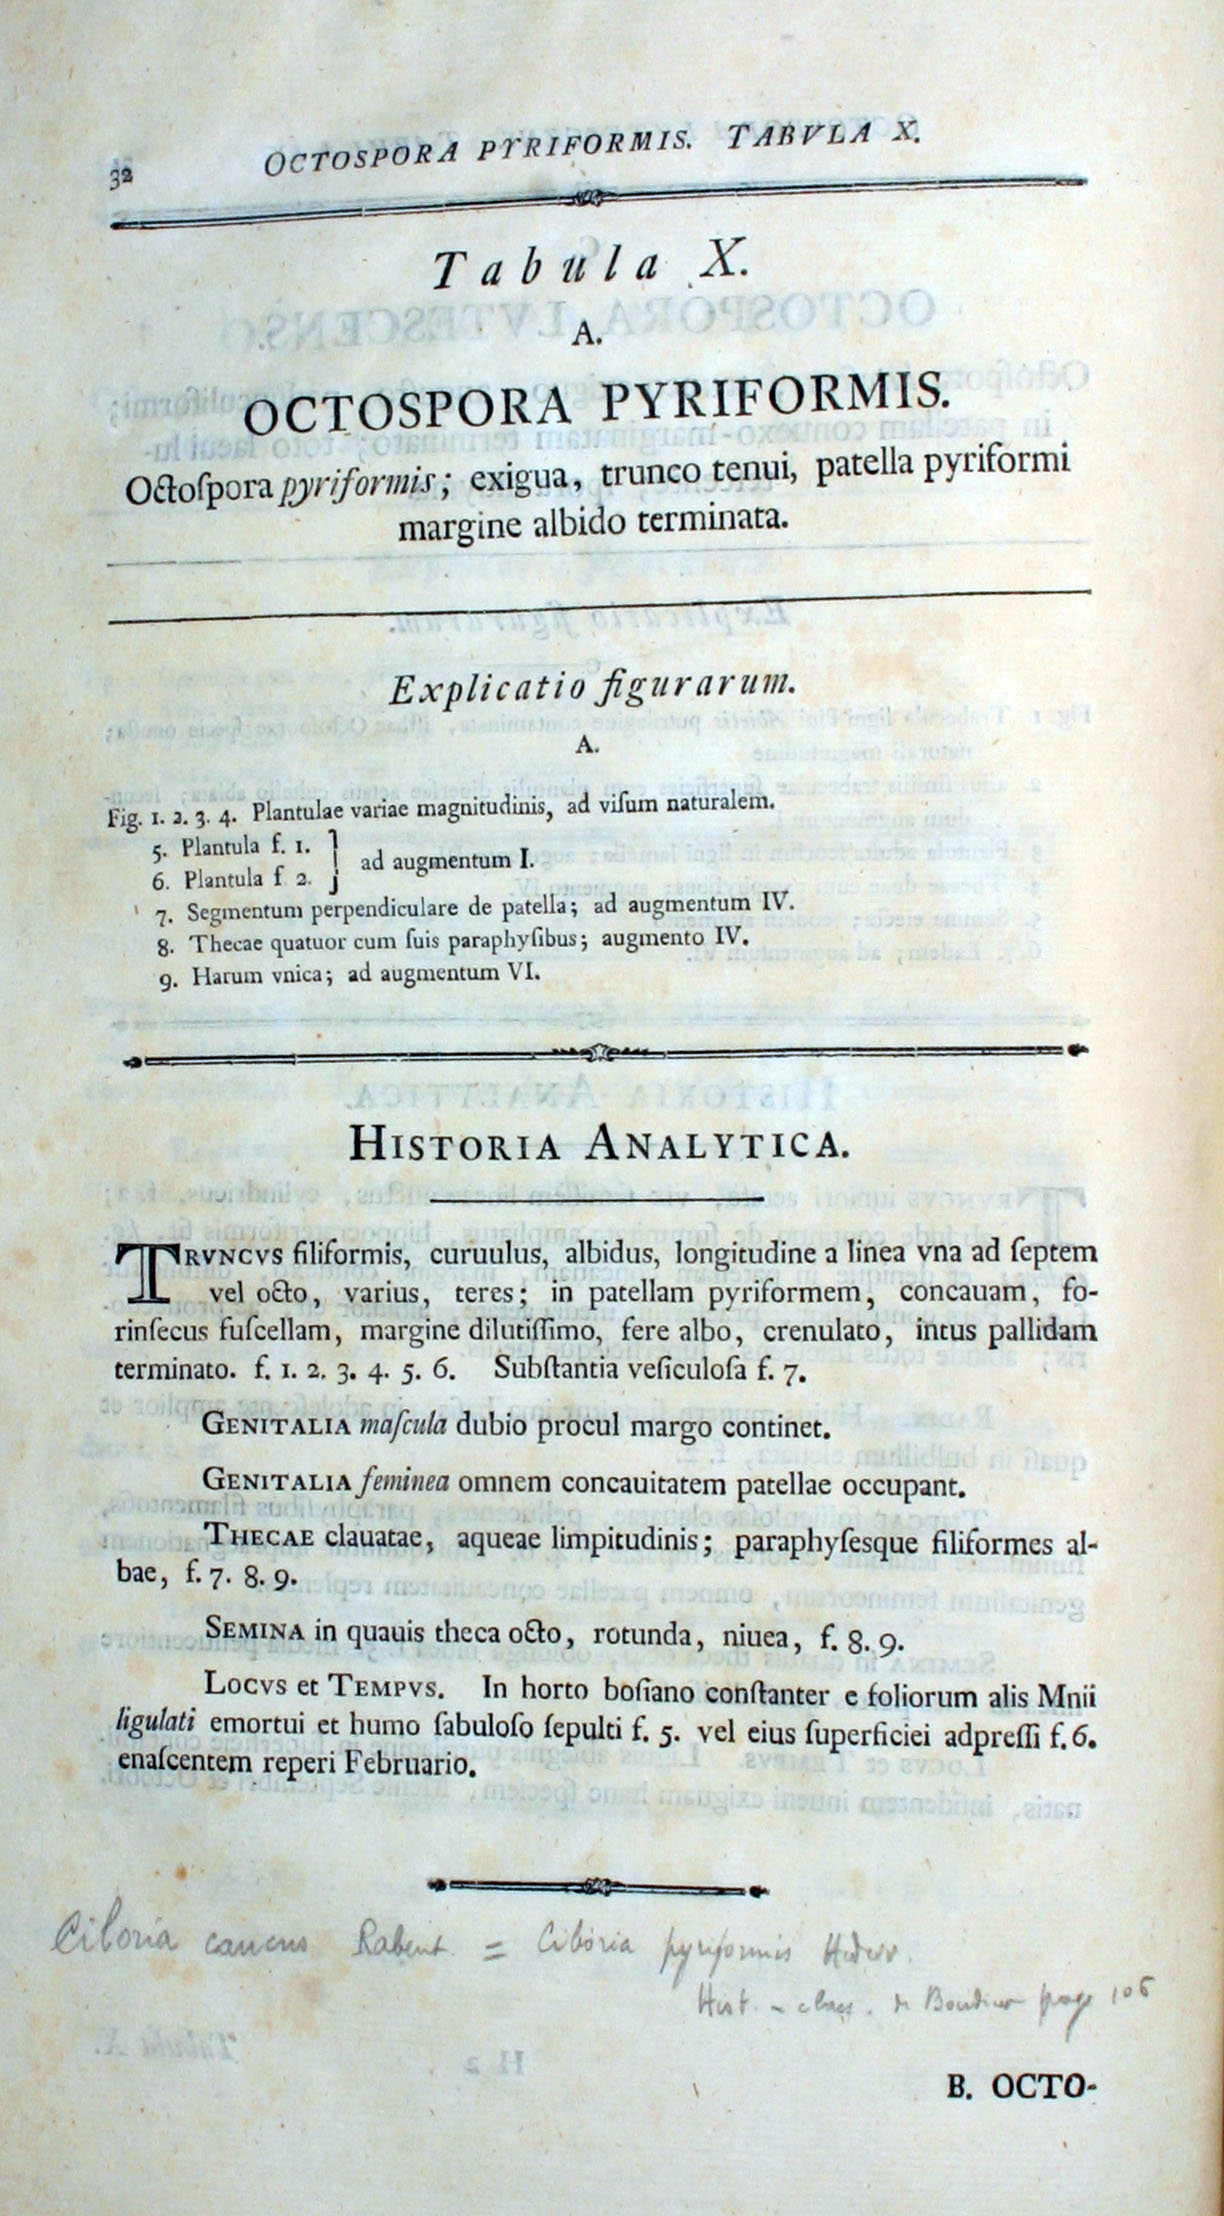 32 OCTOSPORA PYRIFORMIS. TABVLA X.
Tabula X.
A.
OCTOSPORA PYRIFORMIS.
Octoſpora pyriformis; exigua, trunco tenui, patella pyriformi
margine albido terminata.
Explicatio figurarum.
A.
Fig. 1. 2. 3. 4. Plantulae variae magnitudinis, ad viſum naturalem.
5. Plantula f. 1. } ad augmentum I.
6. Plantula f 2.
7. Segmentum perpendiculare de patella; ad augmentum IV.
8. Thecae quatuor cum ſuis paraphyſibus; augmento IV.
9. Harum vnica; ad augmentum VI.
HISTORIA ANALYTICA.
TRVNCVS filiformis, curuulus, albidus, longitudine a linea vna ad ſeptem
vel octo, varius, teres; in patellam pyriformem, concauam, fo-
rinſecus fuſcellam, margine dilutiſſimo, fere albo, crenulato, intus pallidam
terminato. f. 1. 2. 3. 4. 5. 6. Subſtantia veſiculoſa f. 7.
GENITALIA maſcula dubio procul margo continet.
GENITALIA feminea omnem concauitatem patellae occupant.
THECAE clauatae, aqueae limpitudinis; paraphyſesque filiformes al-
bae, f. 7. 8. 9.
SEMINA in quauis theca octo, rotunda, niuea, f. 8. 9.
LOCVS et TEMPVS. In horto boſiano conſtanter e foliorum alis Mnii
ligulati emortui et humo ſabuloſo ſepulti f. 5. vel eius ſuperficiei adpreſſi f. 6.
enaſcentem reperi Februario.
Ciboria caucus Rabent. = Ciboria pyriformis Hedw.
Hist. - class. de Boudier page 106
B. OCTO-